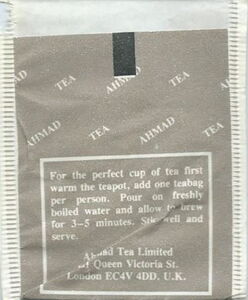 AHMAD TEA
TEA AHMAD TEA
AHMAD TEA AHMAD
For the perfect cup of tea first
warm the teapot, add one teabag
per person. Pour on freshly
boiled water and allow to brew
for 3-5 minutes. Stir well and
serve.
Ahmad Tea Limited
Queen Victoria St.
London EC4V 4DD. U.K.